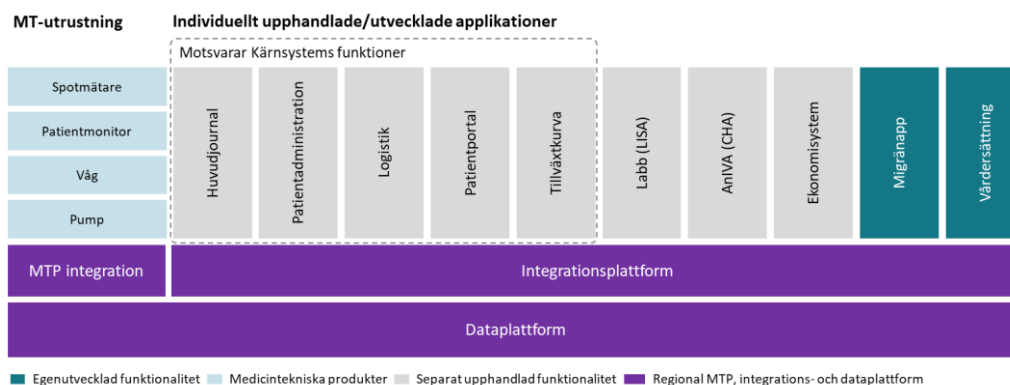 MT-utrustning
Individuellt upphandlade/utvecklade applikationer
Motsvarar Kärnsystems funktioner
Spotmätare
Patientmonitor
Våg
Pump
Huvudjournal
Patientadministration
Logistik
Patientportal
Tillväxtkurva
Labb (LISA)
AnIVA (CHA)
Ekonomisystem
Migränapp
Vårdersättning
MTP integration
Integrationsplattform
Dataplattform
Egenutvecklad funktionalitet
Medicintekniska produkter
Separat upphandlad funktionalitet
Regional MTP, integrations- och dataplattform